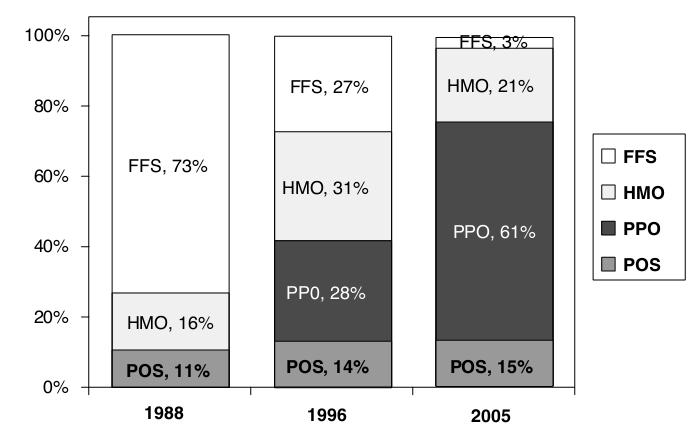 100%
80%
60%
40%
20%
0%
FFS, 73%
HMO, 16%
POS, 11%
FFS, 27%
HMO, 31%
PP0, 28%
POS, 14%
FFS, 3%
HMO, 21%
PPO, 61%
POS, 15%
1988
1996
2005
FFS
HMO
PPO
POS